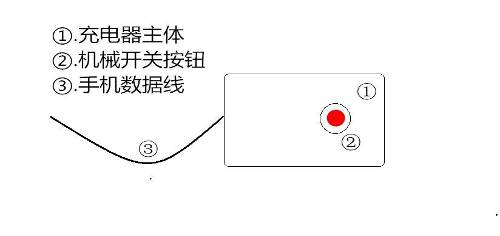 ①.充电器主体
②.机械开关按钮
③.手机数据线
①
②
③